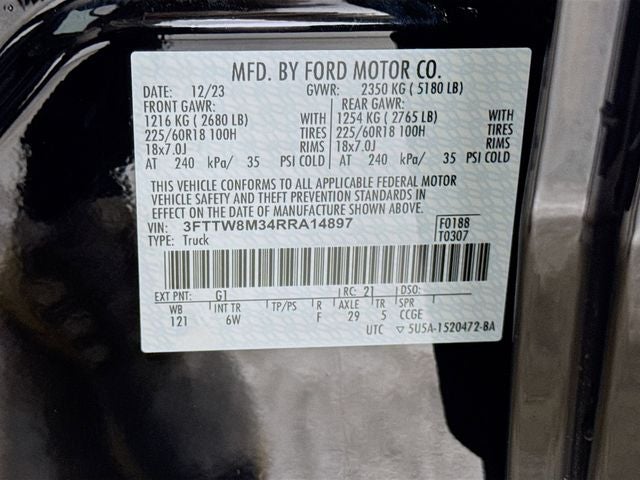 MFD. BY FORD MOTOR CO.
DATE: 12/23 GVWR: 2350 KG ( 5180 LB)
FRONT GAWR: REAR GAWR:
1216 KG ( 2680 LB) WITH 1254 KG ( 2765 LB) WITH
225/60R18 100H TIRES 225/60R18 100H TIRES
18x7.0J RIMS 18x7.0J RIMS
AT 240 kPa/ 35 PSI COLD AT 240 kPa/ 35 PSI COLD
THIS VEHICLE CONFORMS TO ALL APPLICABLE FEDERAL MOTOR
VEHICLE SAFETY AND THEFT PREVENTION STANDARDS IN
EFFECT ON THE DATE OF MANUFACTURE SHOWN ABOVE.
VIN: 3FTTW8M34RRA14897 F0188
TYPE: Truck T0307
EXT PNT: G1 RC: 21 DSO:
WB INT TR TP/PS R AXLE TR SPR
121 6W F 29 5 CCGE
UTC ▽ 5U5A-1520472-BA